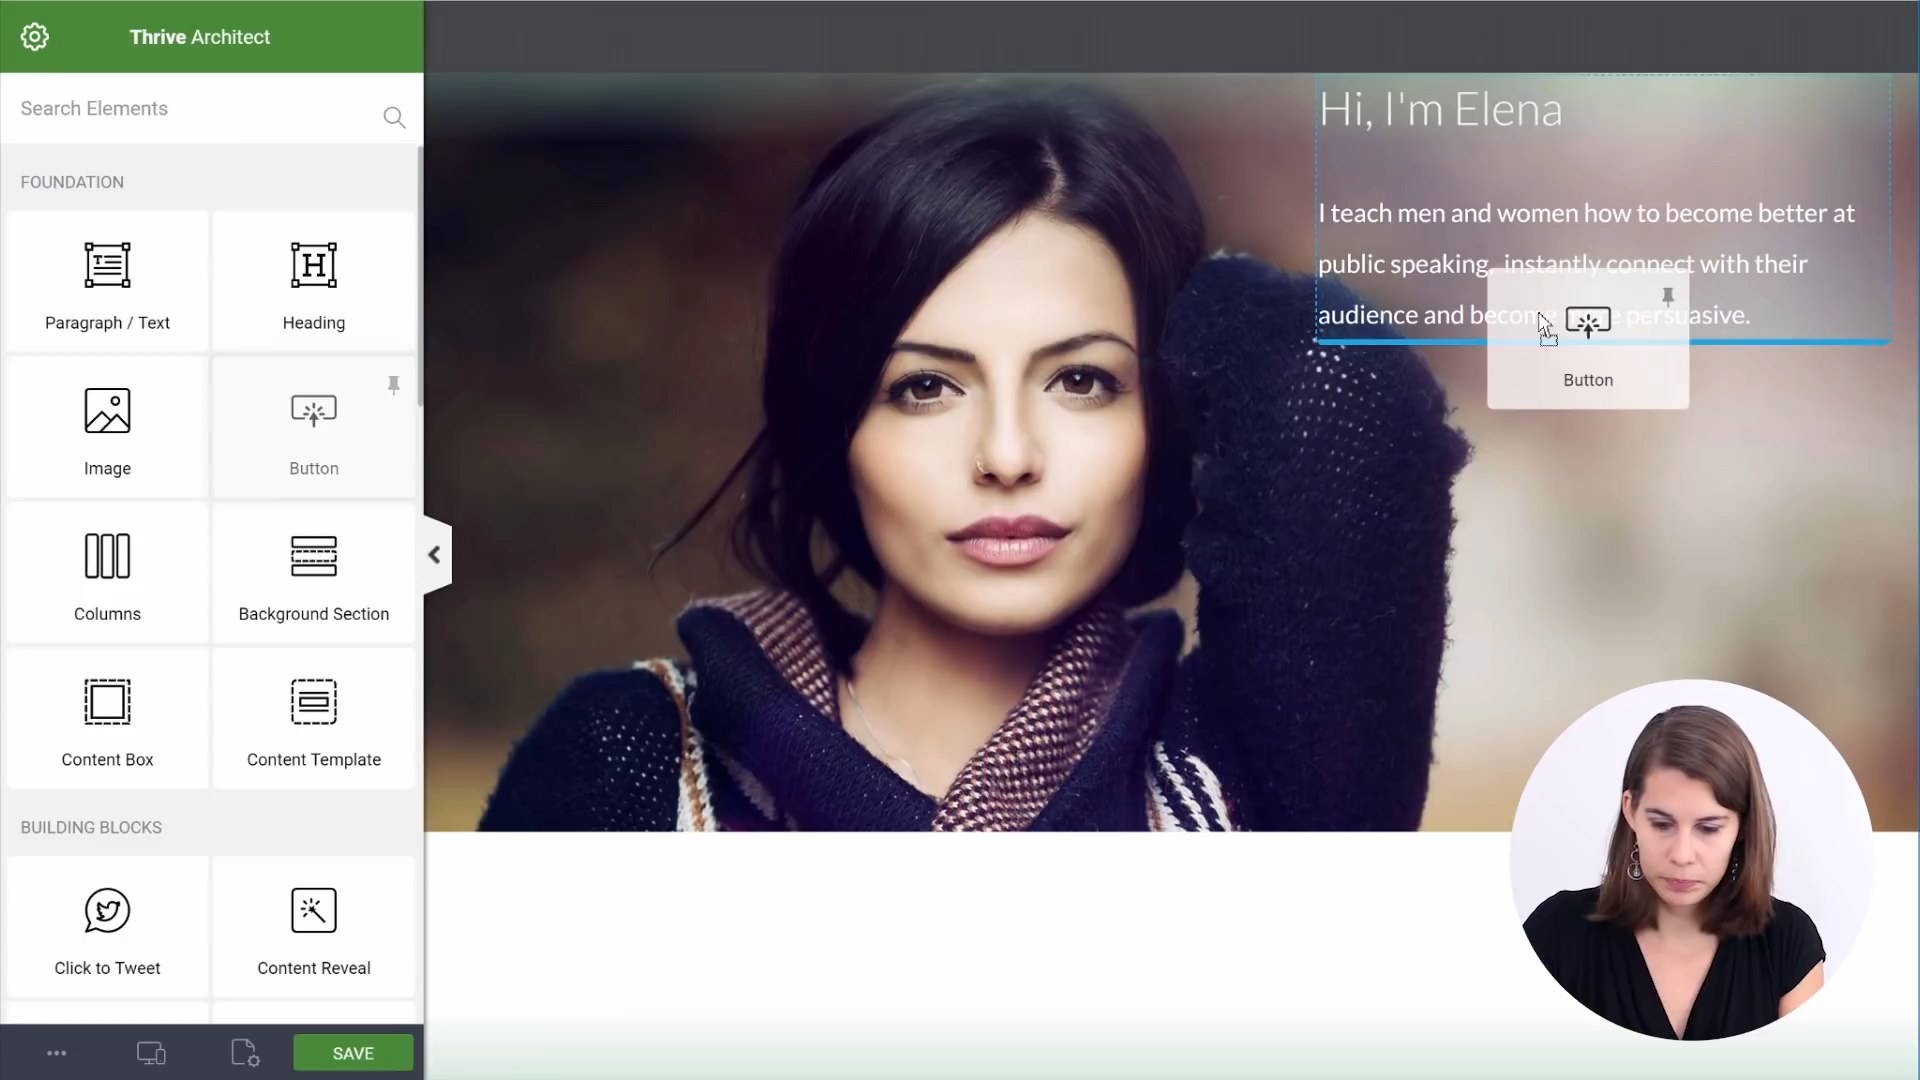 Thrive Architect
Search Elements
FOUNDATION
Paragraph / Text
Heading
Image
Button
Columns
Background Section
Content Box
Content Template
BUILDING BLOCKS
Click to Tweet
Content Reveal
SAVE
Hi, I'm Elena
I teach men and women how to become better at
public speaking, instantly connect with their
audience and become more persuasive.
Button